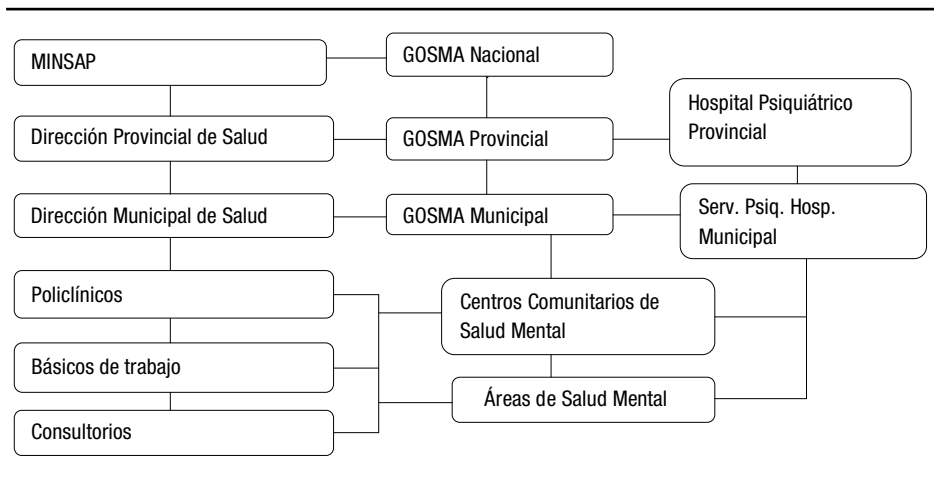 MINSAP
GOSMA Nacional
Hospital Psiquiátrico
Provincial
Dirección Provincial de Salud
GOSMA Provincial
Dirección Municipal de Salud
GOSMA Municipal
Serv. Psiq. Hosp.
Municipal
Policlínicos
Centros Comunitarios de
Salud Mental
Básicos de trabajo
Áreas de Salud Mental
Consultorios